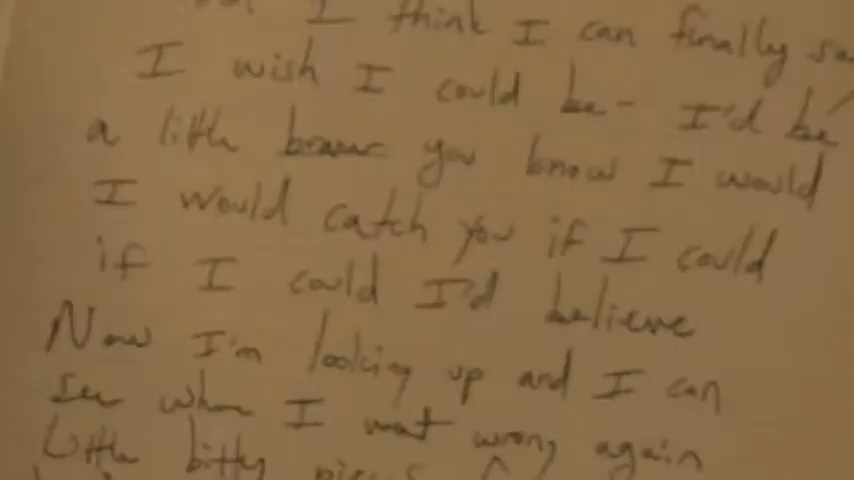 I think I can finally
I wish I could be- I'd be
a little braver you know I would
I would catch you if I could
if I could I'd believe
Now I'm looking up and I can
see where I went wrong again
Little bitty pieces